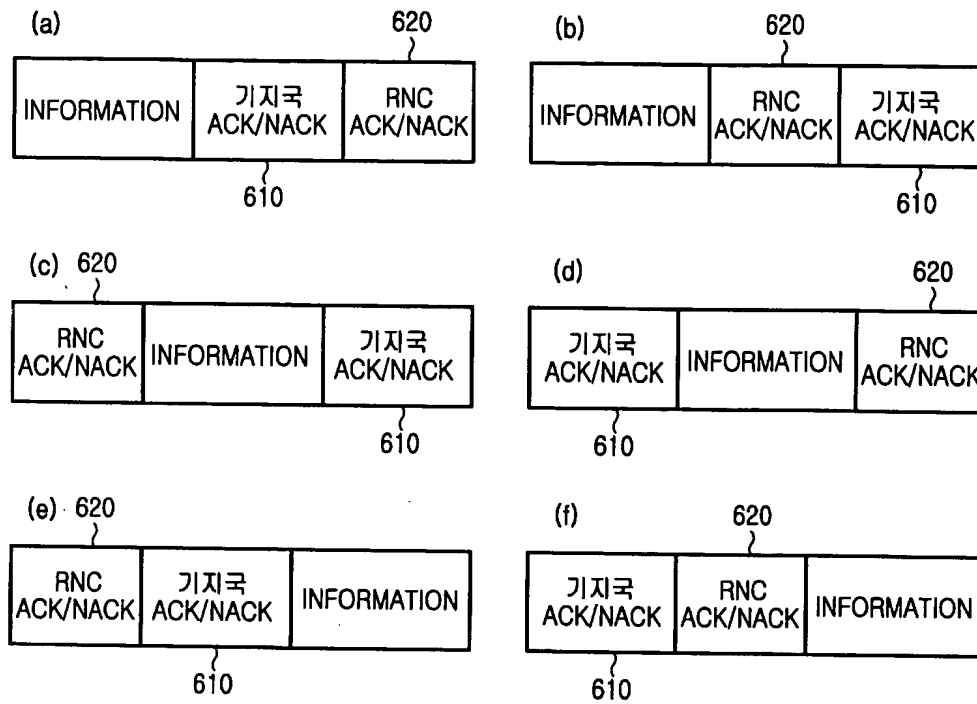 (a)
620
INFORMATION
기지국
ACK/NACK
RNC
ACK/NACK
610
(b)
620
INFORMATION
RNC
ACK/NACK
기지국
ACK/NACK
610
(c)
620
RNC
ACK/NACK
INFORMATION
기지국
ACK/NACK
610
(d)
620
기지국
ACK/NACK
INFORMATION
RNC
ACK/NACK
610
(e)
620
RNC
ACK/NACK
기지국
ACK/NACK
INFORMATION
610
(f)
620
기지국
ACK/NACK
RNC
ACK/NACK
INFORMATION
610